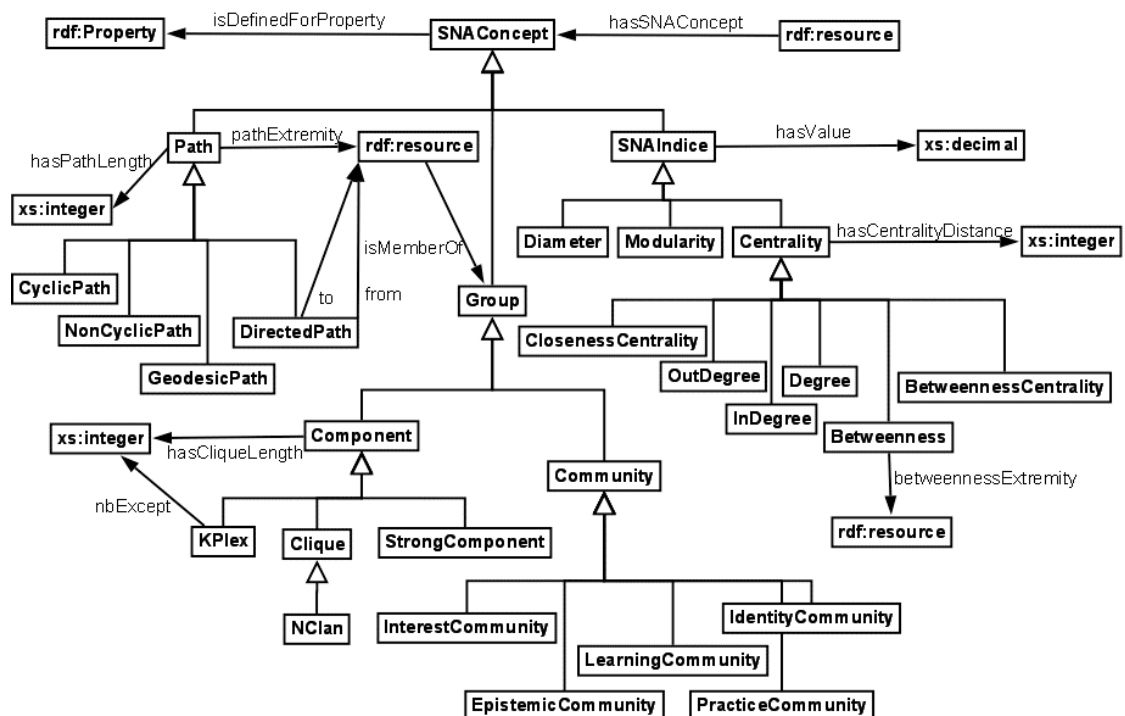 isDefinedForProperty
hasSNAConcept
rdf:Property
SNAConcept
rdf:resource
Path
pathExtremity
rdf:resource
SNAIndice
hasValue
xs:decimal
hasPathLength
xs:integer
Diameter
Modularity
Centrality
hasCentralityDistance
xs:integer
isMemberOf
CyclicPath
to
from
Group
NonCyclicPath
DirectedPath
ClosenessCentrality
GeodesicPath
OutDegree
Degree
BetweennessCentrality
InDegree
xs:integer
Component
Betweenness
hasCliqueLength
Community
betweennessExtremity
nbExcept
KPlex
Clique
StrongComponent
rdf:resource
NClan
InterestCommunity
IdentityCommunity
LearningCommunity
EpistemicCommunity
PracticeCommunity